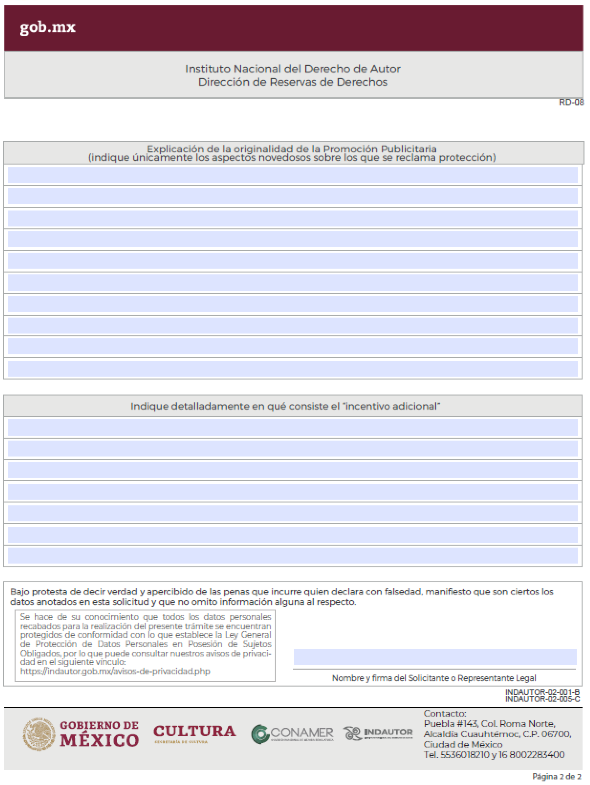 gob.mx
Instituto Nacional del Derecho de Autor
Dirección de Reservas de Derechos
RD-08
Explicación de la originalidad de la Promoción Publicitaria
(indique únicamente los aspectos novedosos sobre los que se reclama protección)
Indique detalladamente en qué consiste el "incentivo adicional"
Bajo protesta de decir verdad y apercibido de las penas que incurre quien declara con falsedad, manifiesto que son ciertos los
datos anotados en esta solicitud y que no omito información alguna al respecto.
Se hace de su conocimiento que todos los datos personales
recabados para la realización del presente trámite se encuentran
protegidos de conformidad con lo que establece la Ley General
de Protección de Datos Personales en Posesión de Sujetos
Obligados, por lo que puede consultar nuestros avisos de privaci-
dad en el siguiente vínculo:
https://indautor.gob.mx/avisos-de-privacidad.php
Nombre y firma del Solicitante o Representante Legal
INDAUTOR-02-001-B
INDAUTOR-02-005-C
GOBIERNO DE
MÉXICO
CULTURA
SECRETARÍA DE CULTURA
CONAMER
INDAUTOR
Contacto:
Puebla #143, Col. Roma Norte,
Alcaldía Cuauhtémoc, C.P. 06700,
Ciudad de México
Tel. 5536018210 y 16 8002283400
Página 2 de 2